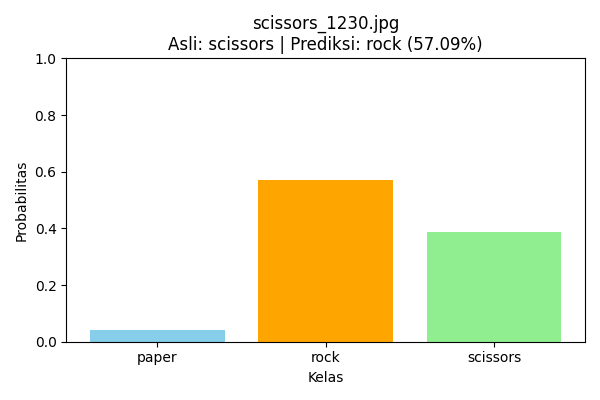 scissors_1230.jpg
Asli: scissors | Prediksi: rock (57.09%)
1.0
0.8
0.6
0.4
0.2
0.0
Probabilitas
paper rock scissors
Kelas